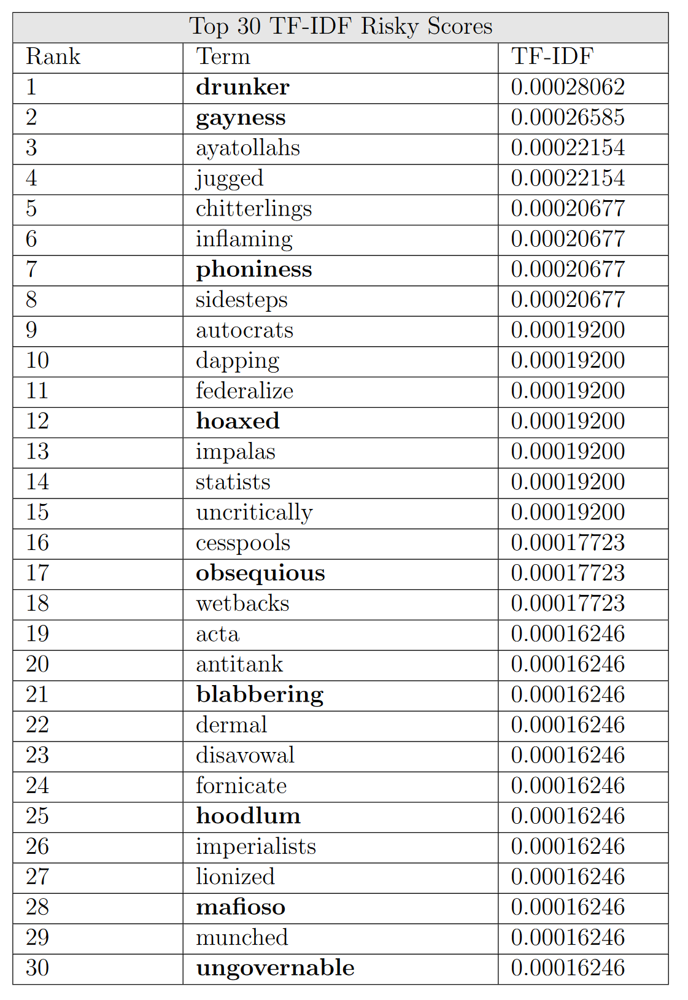 Top 30 TF-IDF Risky Scores
Rank Term TF-IDF
1 drunker 0.00028062
2 gayness 0.00026585
3 ayatollahs 0.00022154
4 jugged 0.00022154
5 chitterlings 0.00020677
6 inflaming 0.00020677
7 phoniness 0.00020677
8 sidesteps 0.00020677
9 autocrats 0.00019200
10 dapping 0.00019200
11 federalize 0.00019200
12 hoaxed 0.00019200
13 impalas 0.00019200
14 statists 0.00019200
15 uncritically 0.00019200
16 cesspools 0.00017723
17 obsequious 0.00017723
18 wetbacks 0.00017723
19 acta 0.00016246
20 antitank 0.00016246
21 blabbering 0.00016246
22 dermal 0.00016246
23 disavowal 0.00016246
24 fornicate 0.00016246
25 hoodlum 0.00016246
26 imperialists 0.00016246
27 lionized 0.00016246
28 mafioso 0.00016246
29 munched 0.00016246
30 ungovernable 0.00016246